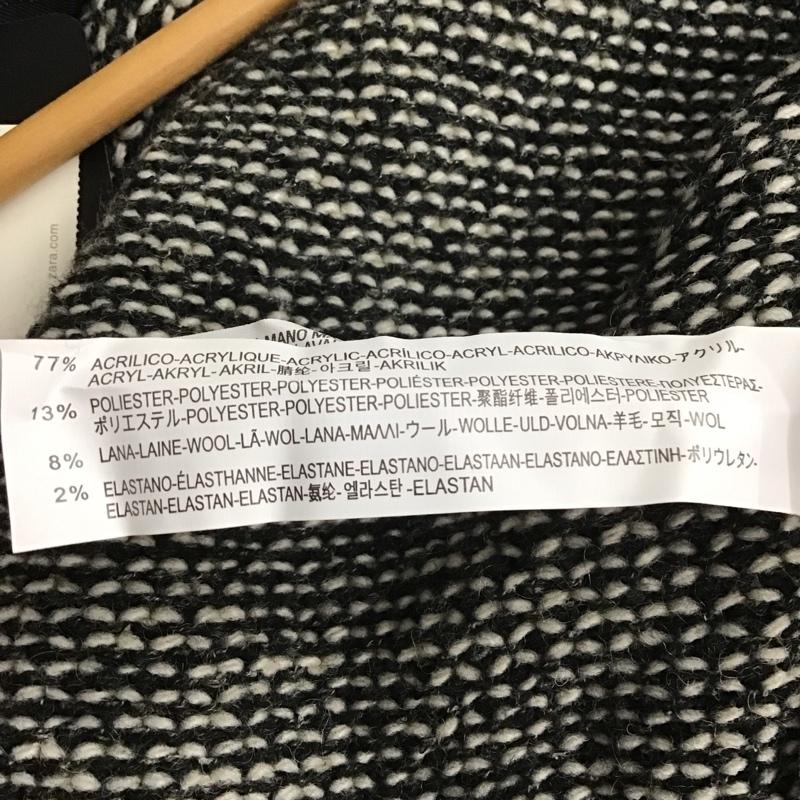 zara.com
MANO
77% ACRILICO-ACRYLIQUE-ACRYLIC-ACRÍLICO-ACRYL-ACRILICO-ΑΚΡΥΛΙΚΟ-アクリル-
ACRYL-AKRYL-AKRIL-腈纶-아크릴-AKRILIK
13% POLIESTER-POLYESTER-POLYESTER-POLIÉSTER-POLYESTER-POLIESTERE-ΠΟΛΥΕΣΤΕΡΑΣ-
ポリエステル-POLYESTER-POLYESTER-POLIESTER-聚酯纤维-폴리에스터-POLIESTER
8% LANA-LAINE-WOOL-LÃ-WOL-LANA-ΜΑΛΛΙ-ウール-WOLLE-ULD-VOLNA-羊毛-모직-WOL
2% ELASTANO-ÉLASTHANNE-ELASTANE-ELASTANO-ELASTAAN-ELASTANO-ΕΛΑΣΤΙΝΗ-ポリウレタン-
ELASTAN-ELASTAN-ELASTAN-氨纶-엘라스탄-ELASTAN